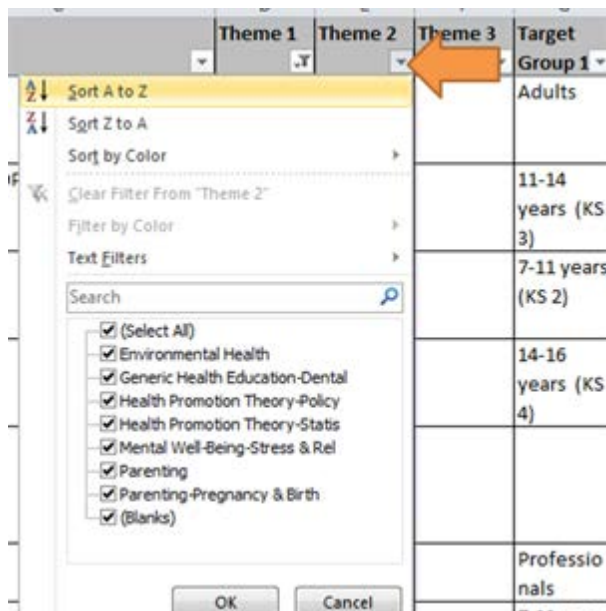 Theme 1 Theme 2 Theme 3 Target
Group 1
Sort A to Z
Sort Z to A
Sort by Color
Clear Filter From "Theme 2"
Filter by Color
Text Filters
Search
(Select All)
Environmental Health
Generic Health Education-Dental
Health Promotion Theory-Policy
Health Promotion Theory-Statis
Mental Well-Being-Stress & Rel
Parenting
Parenting-Pregnancy & Birth
(Blanks)
OK Cancel
Adults
11-14
years (KS
3)
7-11 years
(KS 2)
14-16
years (KS
4)
Professio
nals